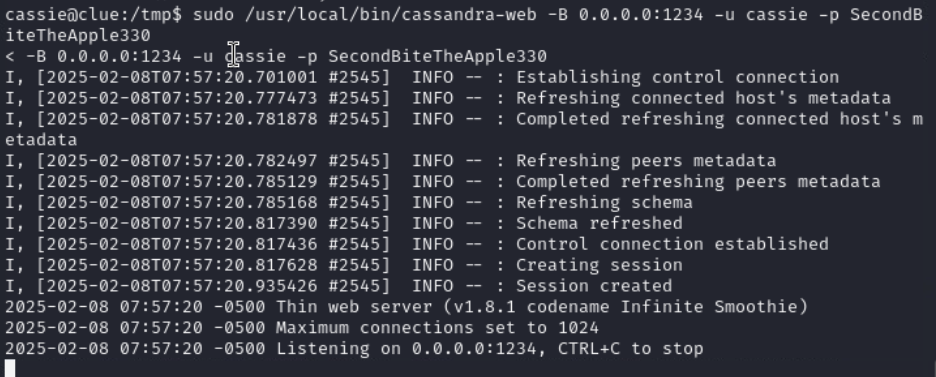 cassie@clue:/tmp$ sudo /usr/local/bin/cassandra-web -B 0.0.0.0:1234 -u cassie -p SecondB
iteTheApple330
< -B 0.0.0.0:1234 -u cassie -p SecondBiteTheApple330
I, [2025-02-08T07:57:20.701001 #2545]  INFO -- : Establishing control connection
I, [2025-02-08T07:57:20.777473 #2545]  INFO -- : Refreshing connected host's metadata
I, [2025-02-08T07:57:20.781878 #2545]  INFO -- : Completed refreshing connected host's m
etadata
I, [2025-02-08T07:57:20.782497 #2545]  INFO -- : Refreshing peers metadata
I, [2025-02-08T07:57:20.785129 #2545]  INFO -- : Completed refreshing peers metadata
I, [2025-02-08T07:57:20.785168 #2545]  INFO -- : Refreshing schema
I, [2025-02-08T07:57:20.817390 #2545]  INFO -- : Schema refreshed
I, [2025-02-08T07:57:20.817436 #2545]  INFO -- : Control connection established
I, [2025-02-08T07:57:20.817628 #2545]  INFO -- : Creating session
I, [2025-02-08T07:57:20.935426 #2545]  INFO -- : Session created
2025-02-08 07:57:20 -0500 Thin web server (v1.8.1 codename Infinite Smoothie)
2025-02-08 07:57:20 -0500 Maximum connections set to 1024
2025-02-08 07:57:20 -0500 Listening on 0.0.0.0:1234, CTRL+C to stop